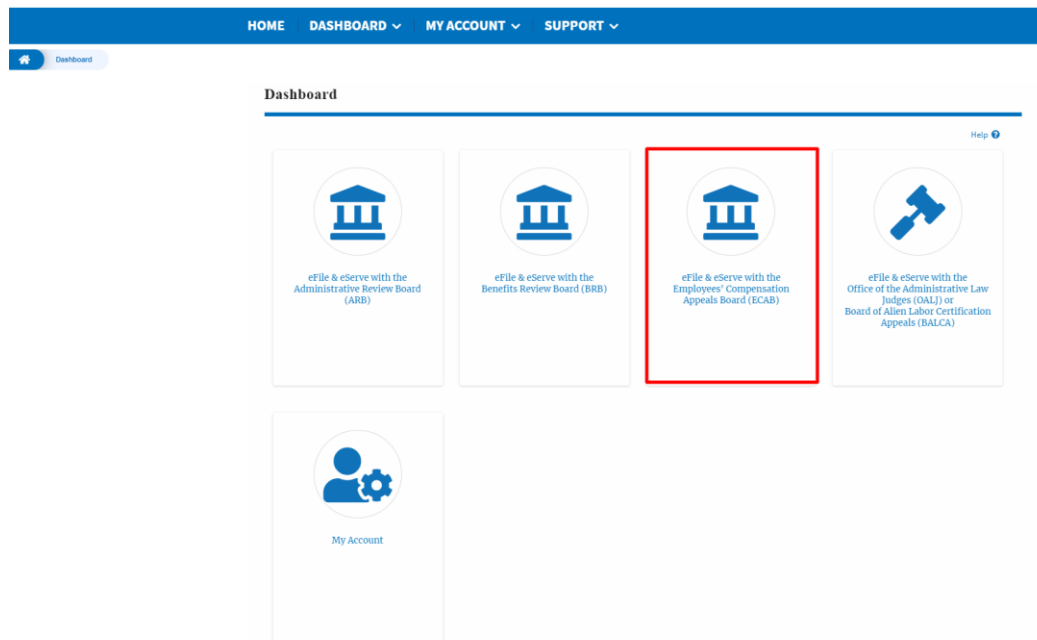 HOME DASHBOARD MY ACCOUNT SUPPORT
Dashboard
Dashboard
Help
eFile & eServe with the
Administrative Review Board
(ARB)
eFile & eServe with the
Benefits Review Board (BRB)
eFile & eServe with the
Employees' Compensation
Appeals Board (ECAB)
eFile & eServe with the
Office of the Administrative Law
Judges (OALJ) or
Board of Alien Labor Certification
Appeals (BALCA)
My Account